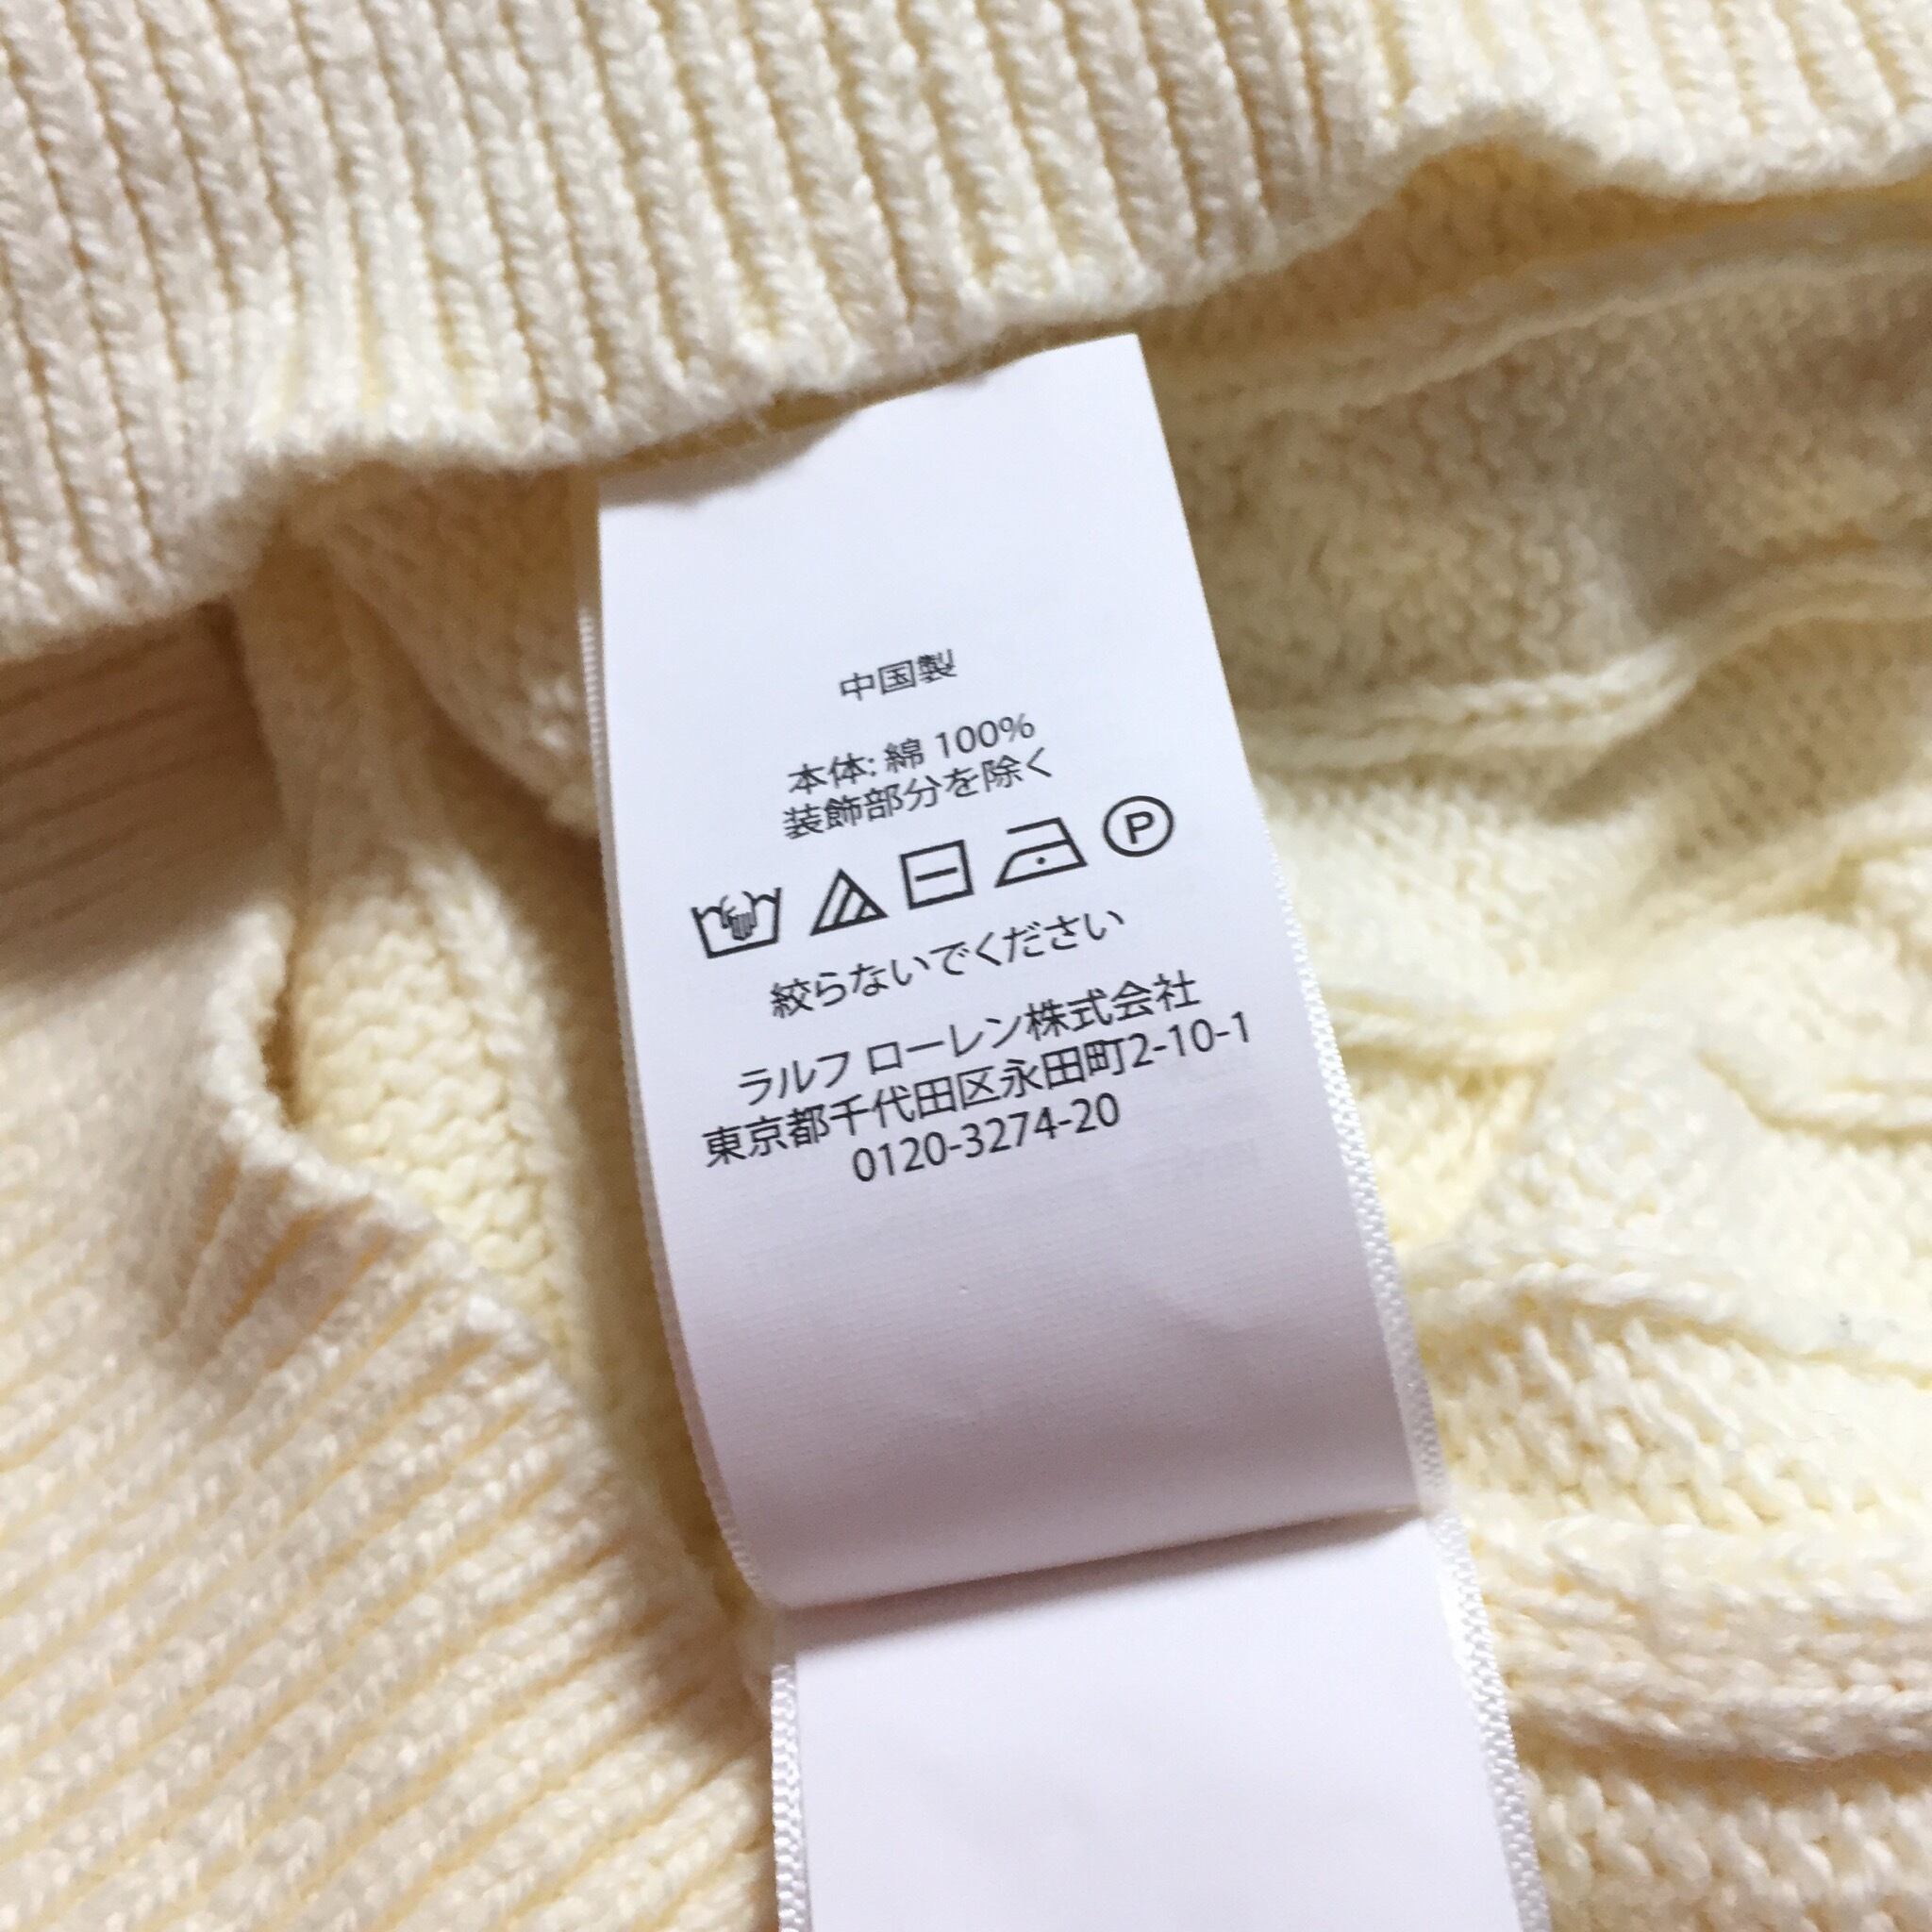 中国製
本体: 綿 100%
装飾部分を除く
P
絞らないでください
ラルフ ローレン株式会社
東京都千代田区永田町2-10-1
0120-3274-20